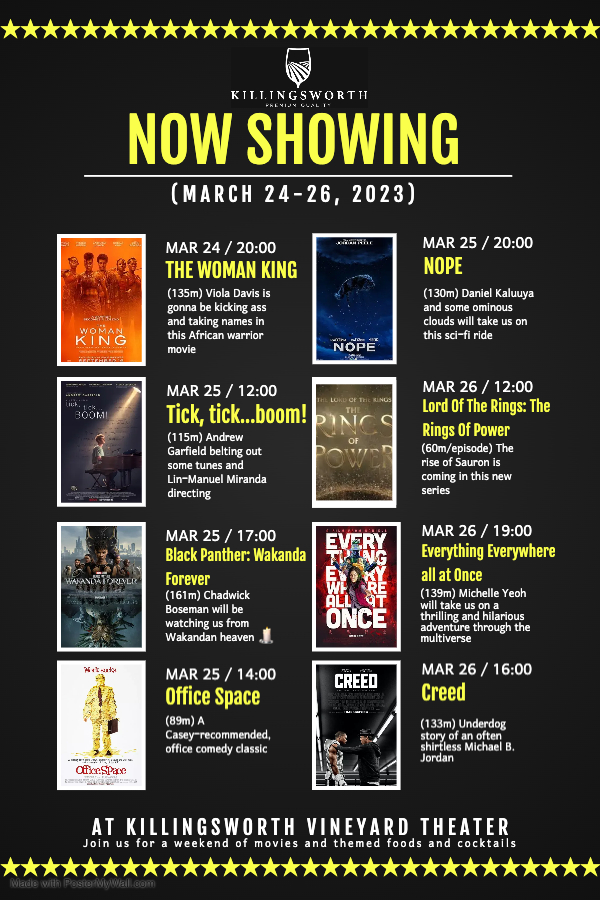 KILLINGSWORTH
PREMIUM QUALITY
NOW SHOWING
(MARCH 24-26, 2023)
MAR 24 / 20:00
THE WOMAN KING
(135m) Viola Davis is
gonna be kicking ass
and taking names in
this African warrior
movie
THE
WOMAN
KING
MAR 25 / 12:00
Tick, tick...boom!
(115m) Andrew
Garfield belting out
some tunes and
Lin-Manuel Miranda
directing
tick, tick...
BOOM!
MAR 25 / 17:00
Black Panther: Wakanda
Forever
(161m) Chadwick
Boseman will be
watching us from
Wakandan heaven 🕯️
WAKANDA FOREVER
MAR 25 / 14:00
Office Space
(89m) A
Casey-recommended,
office comedy classic
Work sucks
Office Space
MAR 25 / 20:00
NOPE
(130m) Daniel Kaluuya
and some ominous
clouds will take us on
this sci-fi ride
JORDAN PEELE
NOPE
MAR 26 / 12:00
Lord Of The Rings: The
Rings Of Power
(60m/episode) The
rise of Sauron is
coming in this new
series
THE LORD OF THE RINGS
THE
RINGS
OF
POWER
MAR 26 / 19:00
Everything Everywhere
all at Once
(139m) Michelle Yeoh
will take us on a
thrilling and hilarious
adventure through the
multiverse
EVERY
THING
EVERY
WHERE
ALL AT
ONCE
MAR 26 / 16:00
Creed
(133m) Underdog
story of an often
shirtless Michael B.
Jordan
CREED
AT KILLINGSWORTH VINEYARD THEATER
Join us for a weekend of movies and themed foods and cocktails
Made with PosterMyWall.com